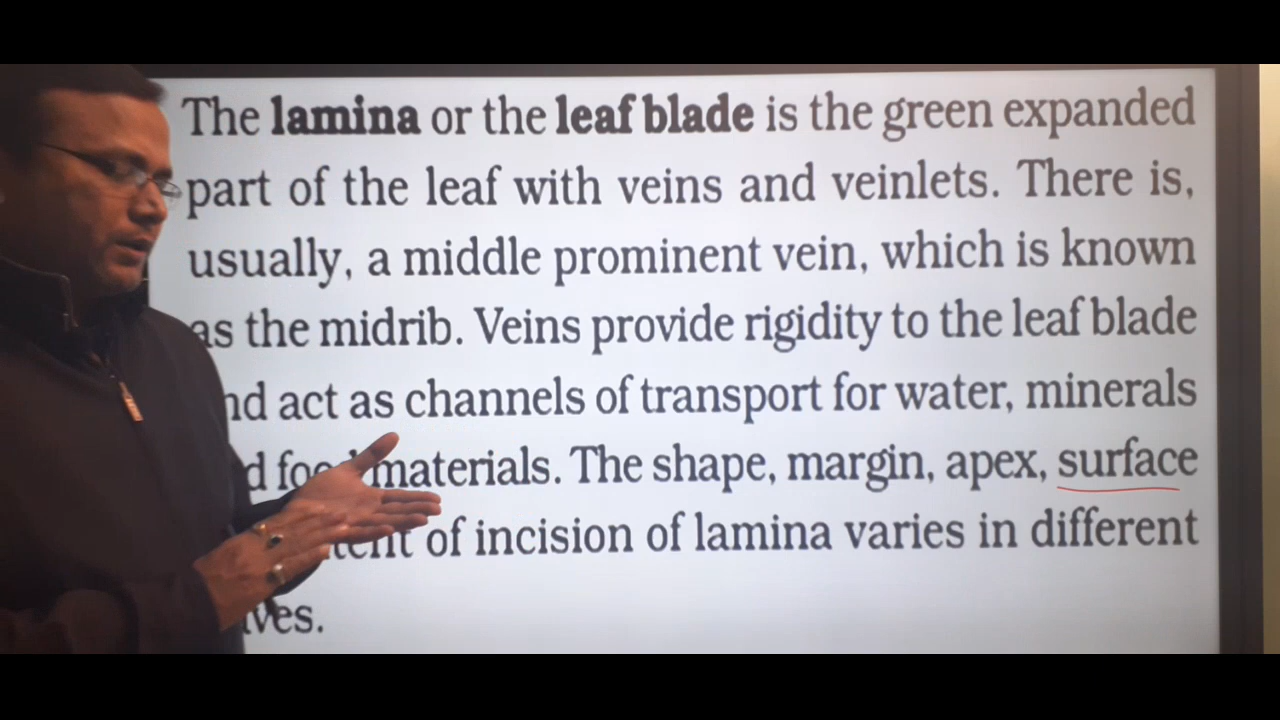 The lamina or the leaf blade is the green expanded
part of the leaf with veins and veinlets. There is,
usually, a middle prominent vein, which is known
as the midrib. Veins provide rigidity to the leaf blade
act as channels of transport for water, minerals
materials. The shape, margin, apex, surface
of incision of lamina varies in different